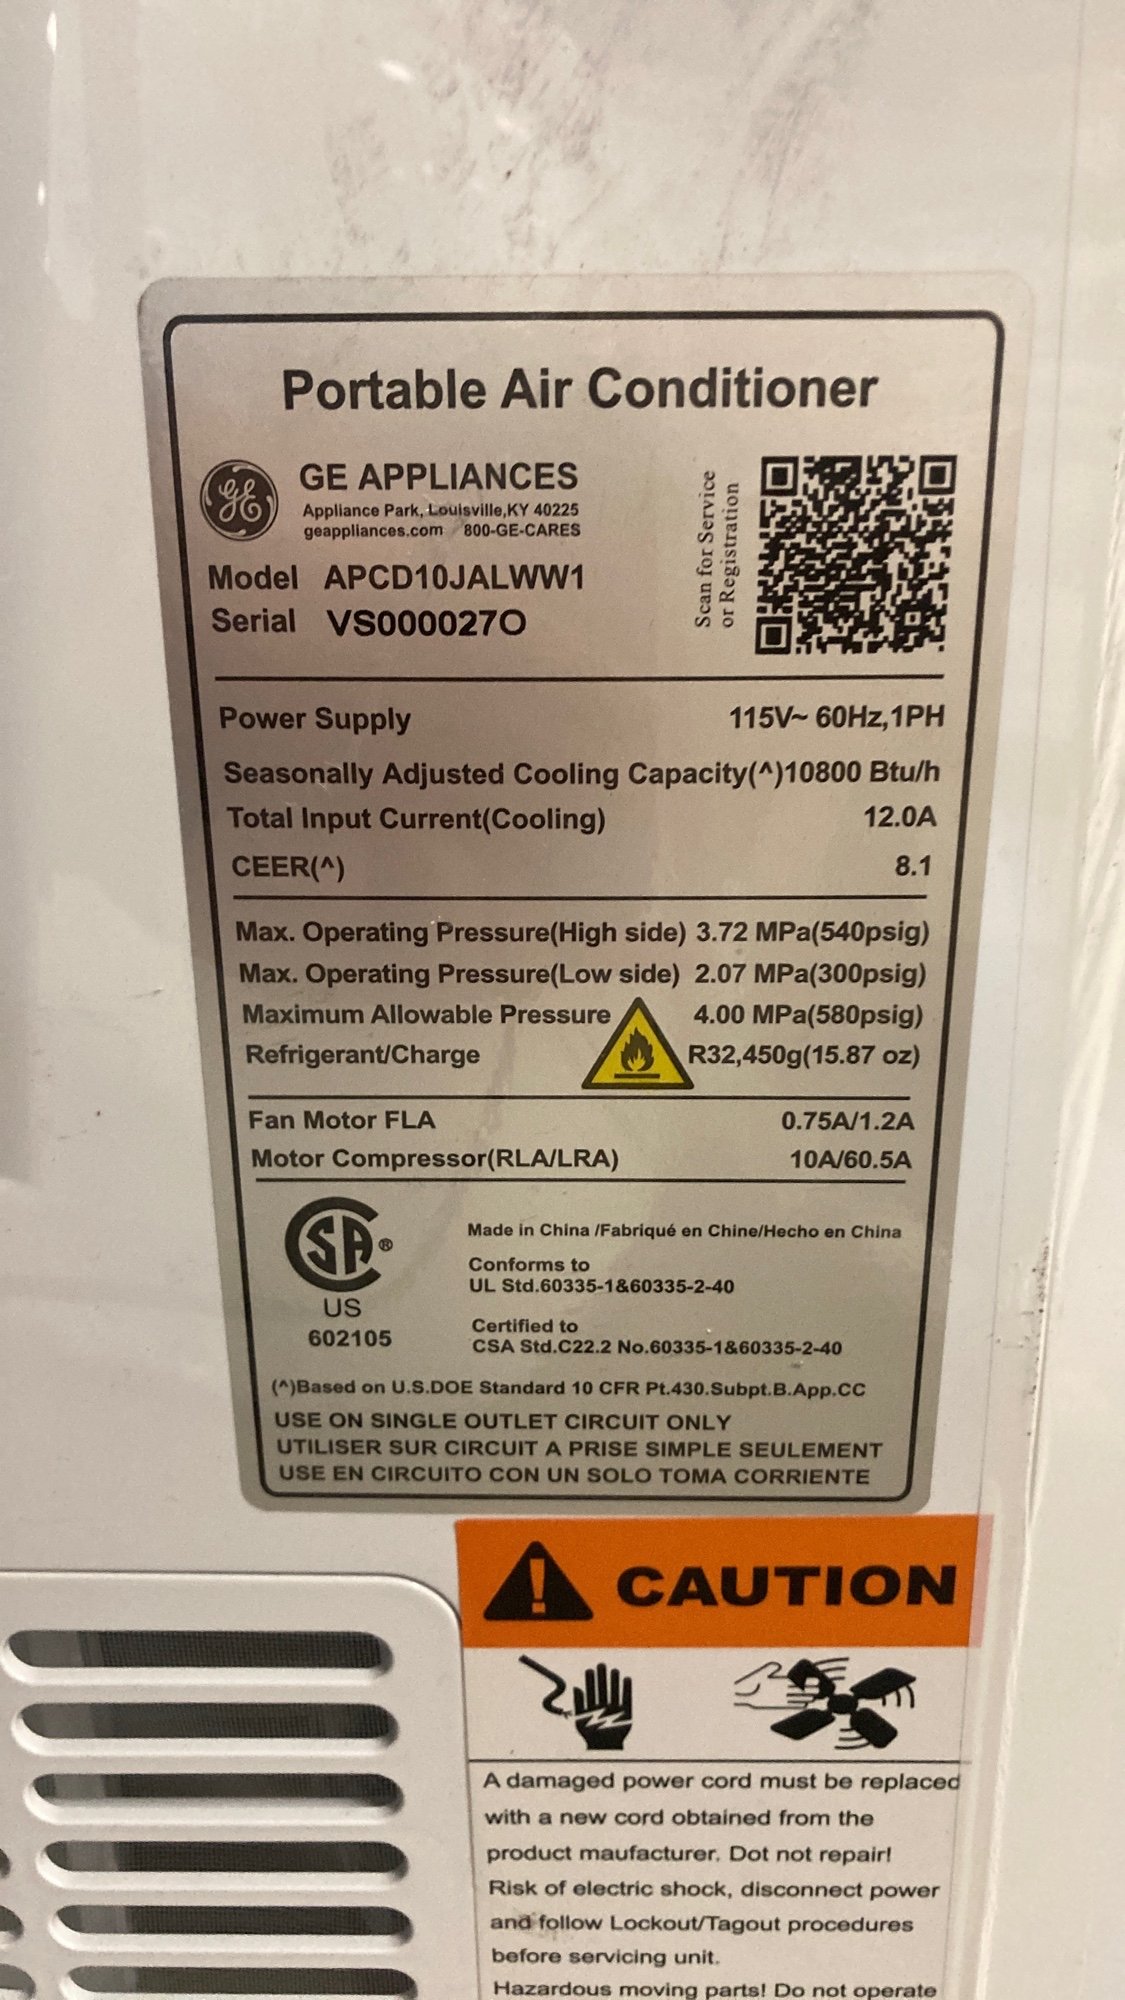 Portable Air Conditioner
GE
GE APPLIANCES
Appliance Park, Louisville,KY 40225
geappliances.com 800-GE-CARES
Scan for Service
or Registration
Model APCD10JALWW1
Serial VS000027O
Power Supply 115V~ 60Hz,1PH
Seasonally Adjusted Cooling Capacity(^)10800 Btu/h
Total Input Current(Cooling) 12.0A
CEER(^) 8.1
Max. Operating Pressure(High side) 3.72 MPa(540psig)
Max. Operating Pressure(Low side) 2.07 MPa(300psig)
Maximum Allowable Pressure 4.00 MPa(580psig)
Refrigerant/Charge R32,450g(15.87 oz)
Fan Motor FLA 0.75A/1.2A
Motor Compressor(RLA/LRA) 10A/60.5A
CSA®
US
602105
Made in China /Fabriqué en Chine/Hecho en China
Conforms to
UL Std.60335-1&60335-2-40
Certified to
CSA Std.C22.2 No.60335-1&60335-2-40
(^)Based on U.S.DOE Standard 10 CFR Pt.430.Subpt.B.App.CC
USE ON SINGLE OUTLET CIRCUIT ONLY
UTILISER SUR CIRCUIT A PRISE SIMPLE SEULEMENT
USE EN CIRCUITO CON UN SOLO TOMA CORRIENTE
CAUTION
A damaged power cord must be replaced
with a new cord obtained from the
product maufacturer. Dot not repair!
Risk of electric shock, disconnect power
and follow Lockout/Tagout procedures
before servicing unit.
Hazardous moving parts! Do not operate